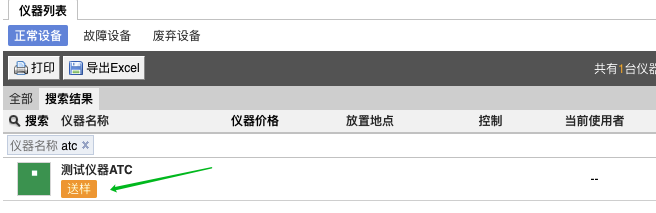 仪器列表
正常设备 故障设备 废弃设备
打印 导出Excel 共有1台仪器
全部 搜索结果
搜索 仪器名称 仪器价格 放置地点 控制 当前使用者
仪器名称 atc x
测试仪器ATC
送样 --